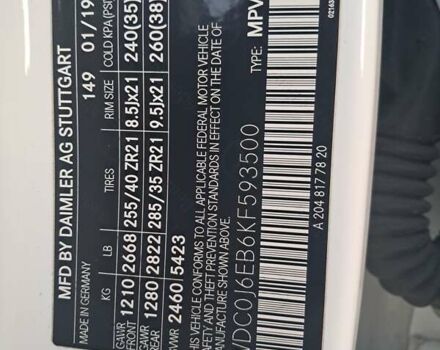 MFD BY DAIMLER AG STUTTGART
MADE IN GERMANY 149 01/19
KG LB TIRES RIM SIZE COLD KPA(PSI
GAWR FRONT 1210 2668 255/40 ZR21 8.5Jx21 240(35)
GAWR REAR 1280 2822 285/35 ZR21 9.5Jx21 260(38)
GVWR 2460 5423
THIS VEHICLE CONFORMS TO ALL APPLICABLE FEDERAL MOTOR VEHICLE
SAFETY AND THEFT PREVENTION STANDARDS IN EFFECT ON THE DATE
OF MANUFACTURE SHOWN ABOVE.
WDC0J6EB6KF593500
MPV
A 204 817 78 20